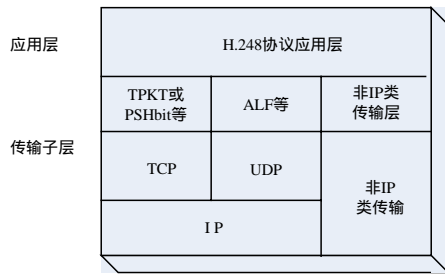 应用层
H.248协议应用层
TPKT或
PSHbit等
ALF等
非IP类
传输层
传输子层
TCP
UDP
非IP
类传输
I P